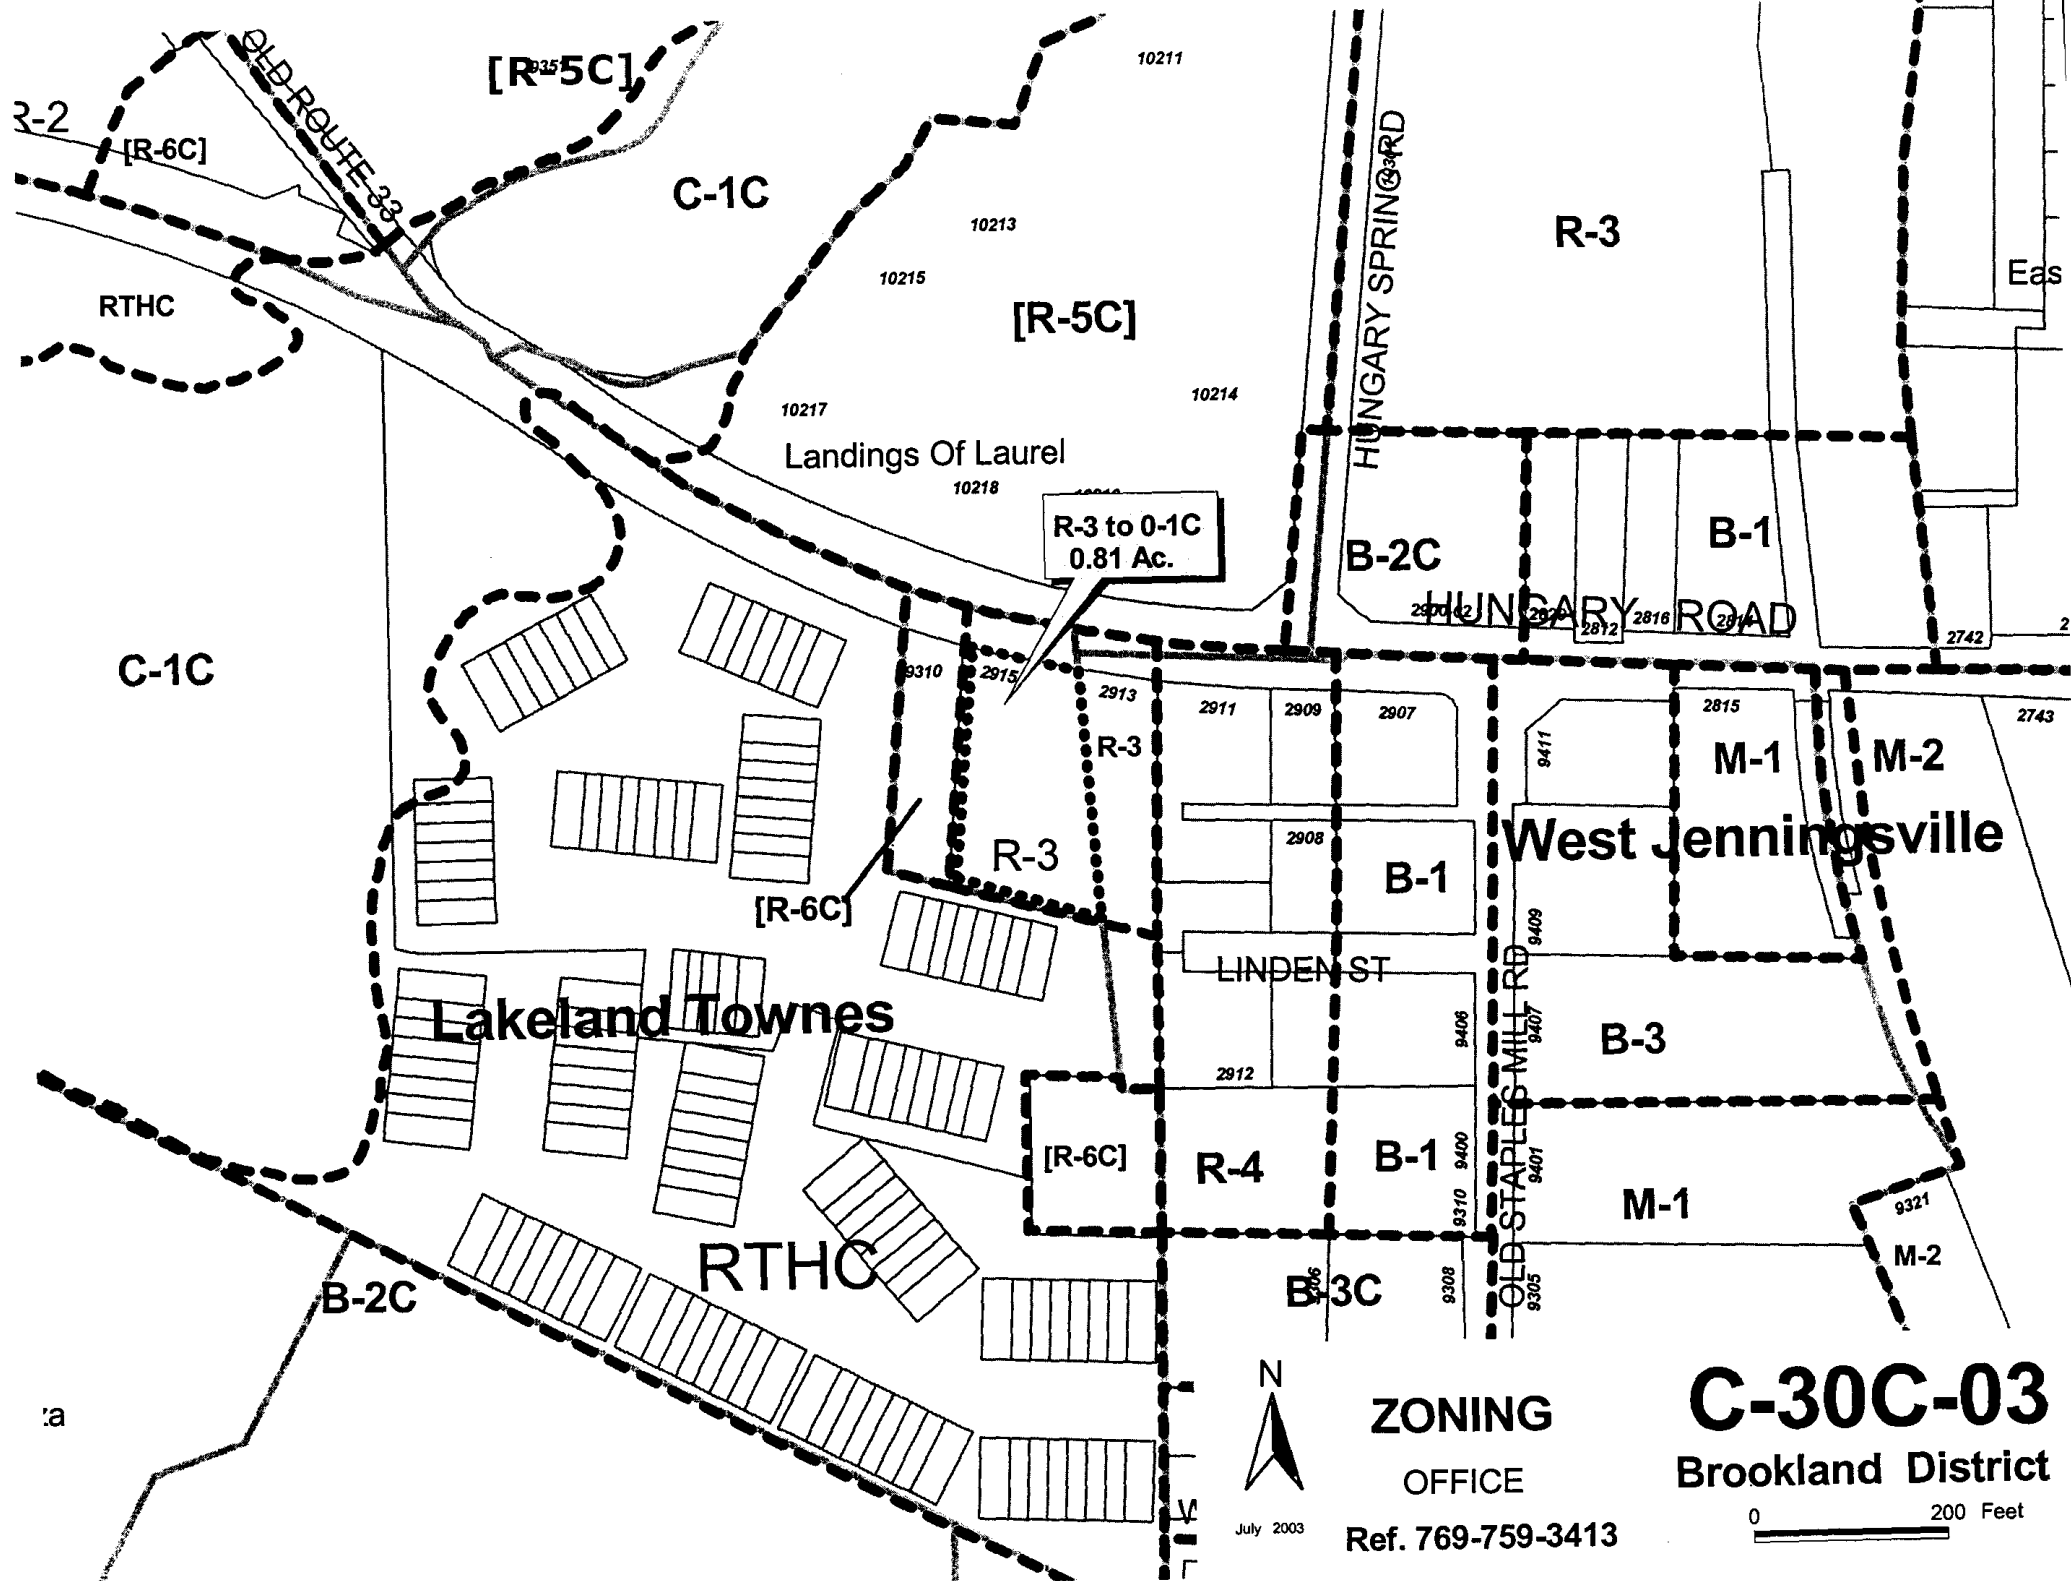 [R-5C]
10211
R-2
[R-6C]
OLD ROUTE 33
C-1C
10213
R-3
HUNGARY SPRING RD
10215
Eas
RTHC
[R-5C]
10214
10217
Landings Of Laurel
10218
R-3 to 0-1C
0.81 Ac.
B-2C
B-1
HUNGARY ROAD
2812
2816
2742
C-1C
9310
2915
2913
2911
2909
2907
2815
2743
R-3
9411
M-1
M-2
West Jenningsville
2908
R-3
B-1
[R-6C]
9409
LINDEN ST
Lakeland Townes
9406
OLD STAPLES MILL RD
9407
B-3
2912
[R-6C]
R-4
B-1
9400
9401
M-1
9310
9321
M-2
RTHC
B-2C
B-3C
9306
9308
9305
:a
N
ZONING
C-30C-03
OFFICE
Brookland District
July 2003
Ref. 769-759-3413
0 200 Feet